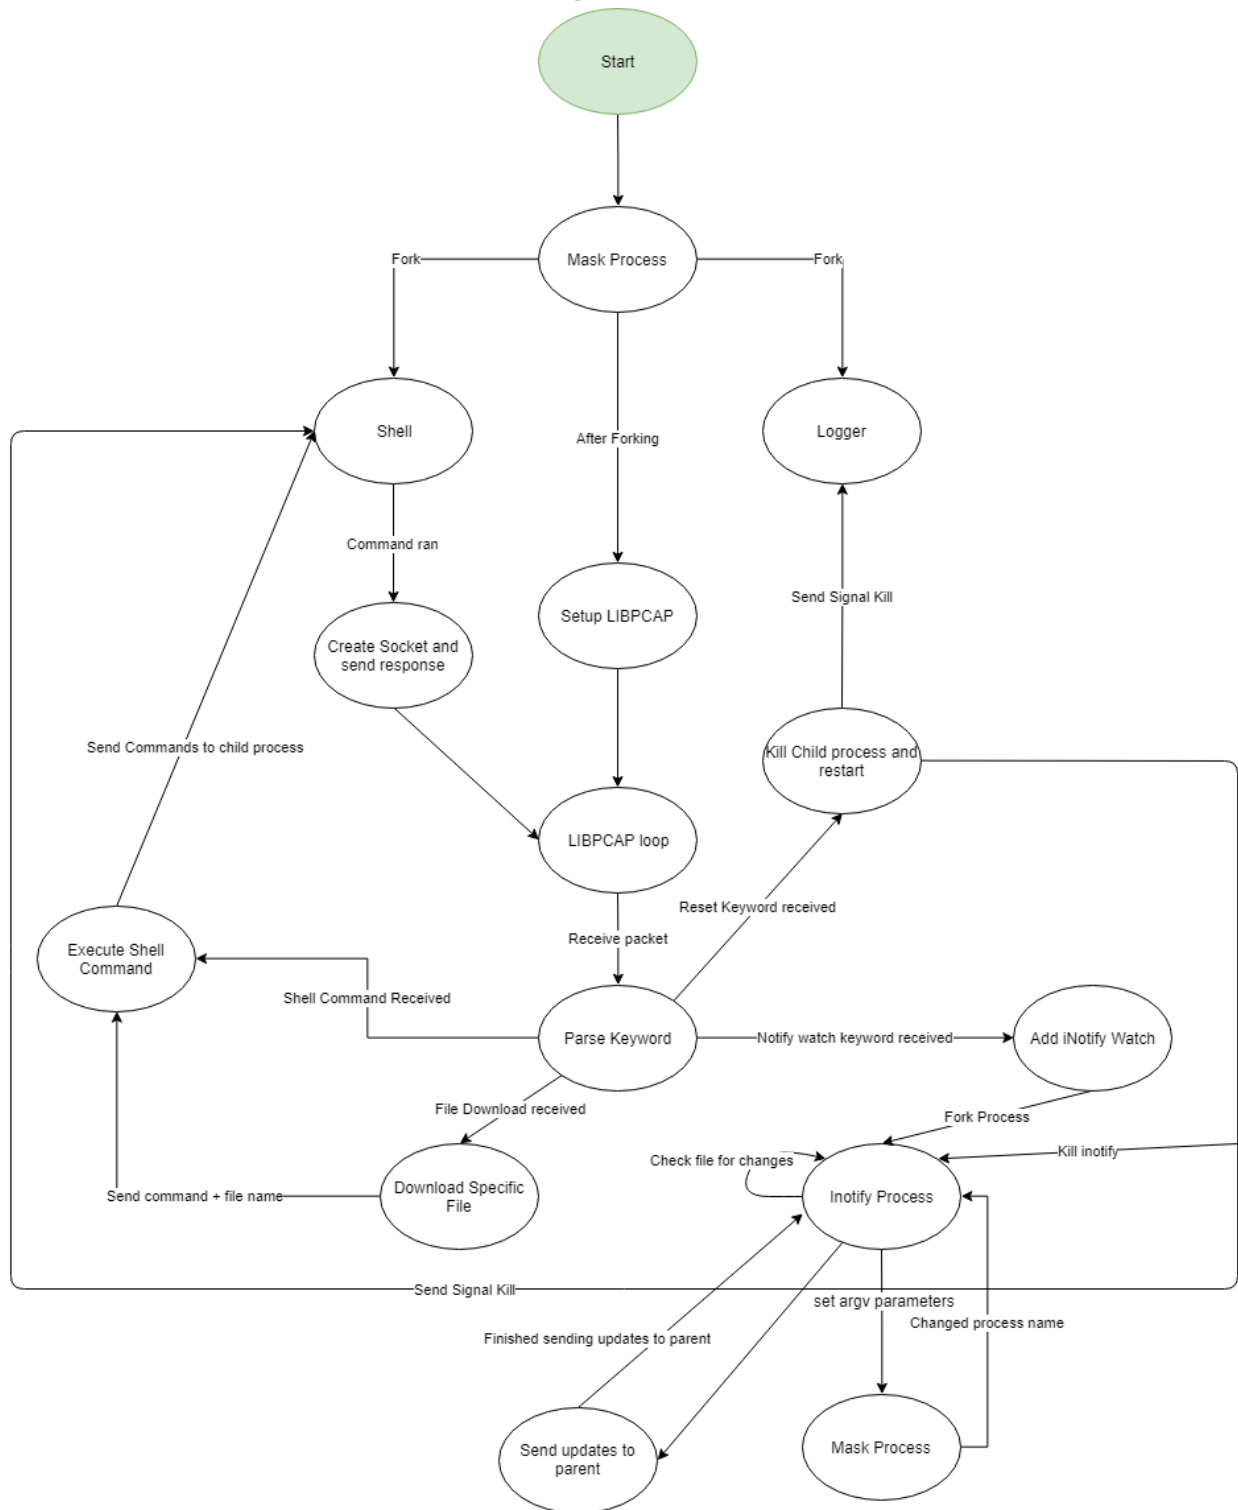 Start
Mask Process
Fork
Fork
Shell
Logger
After Forking
Command ran
Send Signal Kill
Setup LIBPCAP
Create Socket and
send response
Send Commands to child process
Kill Child process and
restart
LIBPCAP loop
Reset Keyword received
Receive packet
Execute Shell
Command
Shell Command Received
Parse Keyword
Notify watch keyword received
Add iNotify Watch
File Download received
Fork Process
Check file for changes
Kill inotify
Send command + file name
Download Specific
File
Inotify Process
Send Signal Kill
set argv parameters
Changed process name
Finished sending updates to parent
Send updates to
parent
Mask Process